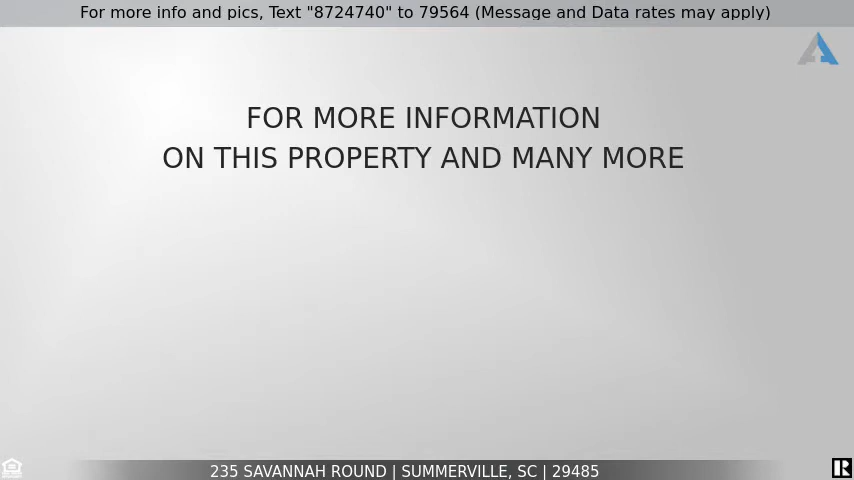 For more info and pics, Text "8724740" to 79564 (Message and Data rates may apply)
FOR MORE INFORMATION
ON THIS PROPERTY AND MANY MORE
235 SAVANNAH ROUND | SUMMERVILLE, SC | 29485